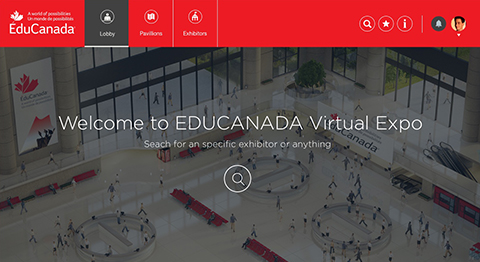 A world of possibilities
Un monde de possibilités
EduCanada
Lobby
Pavilions
Exhibitors
EduCanada
Welcome to EDUCANADA Virtual Expo
Seach for an specific exhibitor or anything